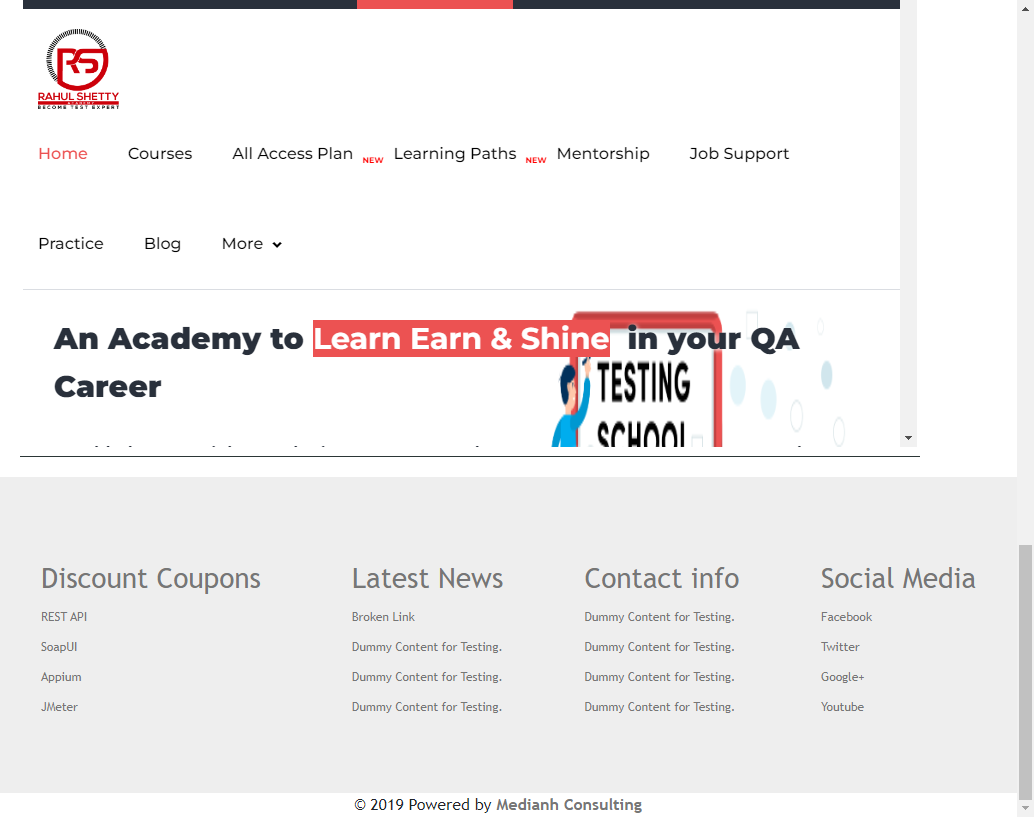 RS
RAHUL SHETTY
ACADEMY
BECOME TEST EXPERT
Home Courses All Access Plan NEW Learning Paths NEW Mentorship Job Support
Practice Blog More
An Academy to Learn Earn & Shine in your QA
Career
TESTING
SCHOOL
Discount Coupons Latest News Contact info Social Media
REST API Broken Link Dummy Content for Testing. Facebook
SoapUI Dummy Content for Testing. Dummy Content for Testing. Twitter
Appium Dummy Content for Testing. Dummy Content for Testing. Google+
JMeter Dummy Content for Testing. Dummy Content for Testing. Youtube
© 2019 Powered by Medianh Consulting